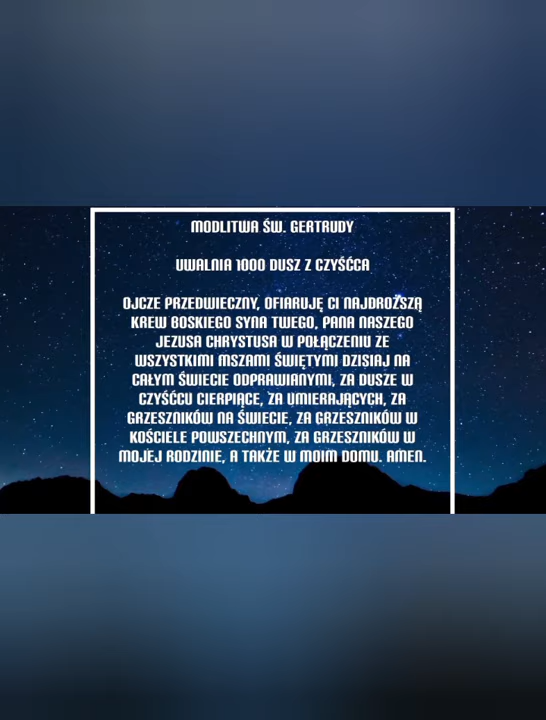 MODLITWA ŚW. GERTRUDY
UWALNIA 1000 DUSZ Z CZYŚĆCA
OJCZE PRZEDWIECZNY, OFIARUJĘ CI NAJDROŻSZĄ
KREW BOSKIEGO SYNA TWEGO, PANA NASZEGO
JEZUSA CHRYSTUSA W POŁĄCZENIU ZE
WSZYSTKIMI MSZAMI ŚWIĘTYMI DZISIAJ NA
CAŁYM ŚWIECIE ODPRAWIANYMI, ZA DUSZE W
CZYŚĆCU CIERPIĄCE, ZA UMIERAJĄCYCH, ZA
GRZESZNIKÓW NA ŚWIECIE, ZA GRZESZNIKÓW W
KOŚCIELE POWSZECHNYM, ZA GRZESZNIKÓW W
MOJEJ RODZINIE, A TAKŻE W MOIM DOMU. AMEN.